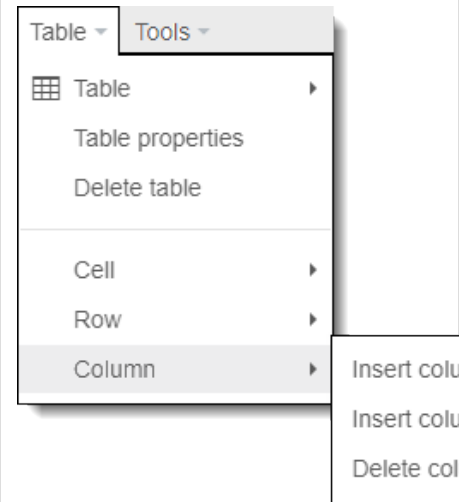 Table Tools
Table
Table properties
Delete table
Cell
Row
Column
Insert colu
Insert colu
Delete col